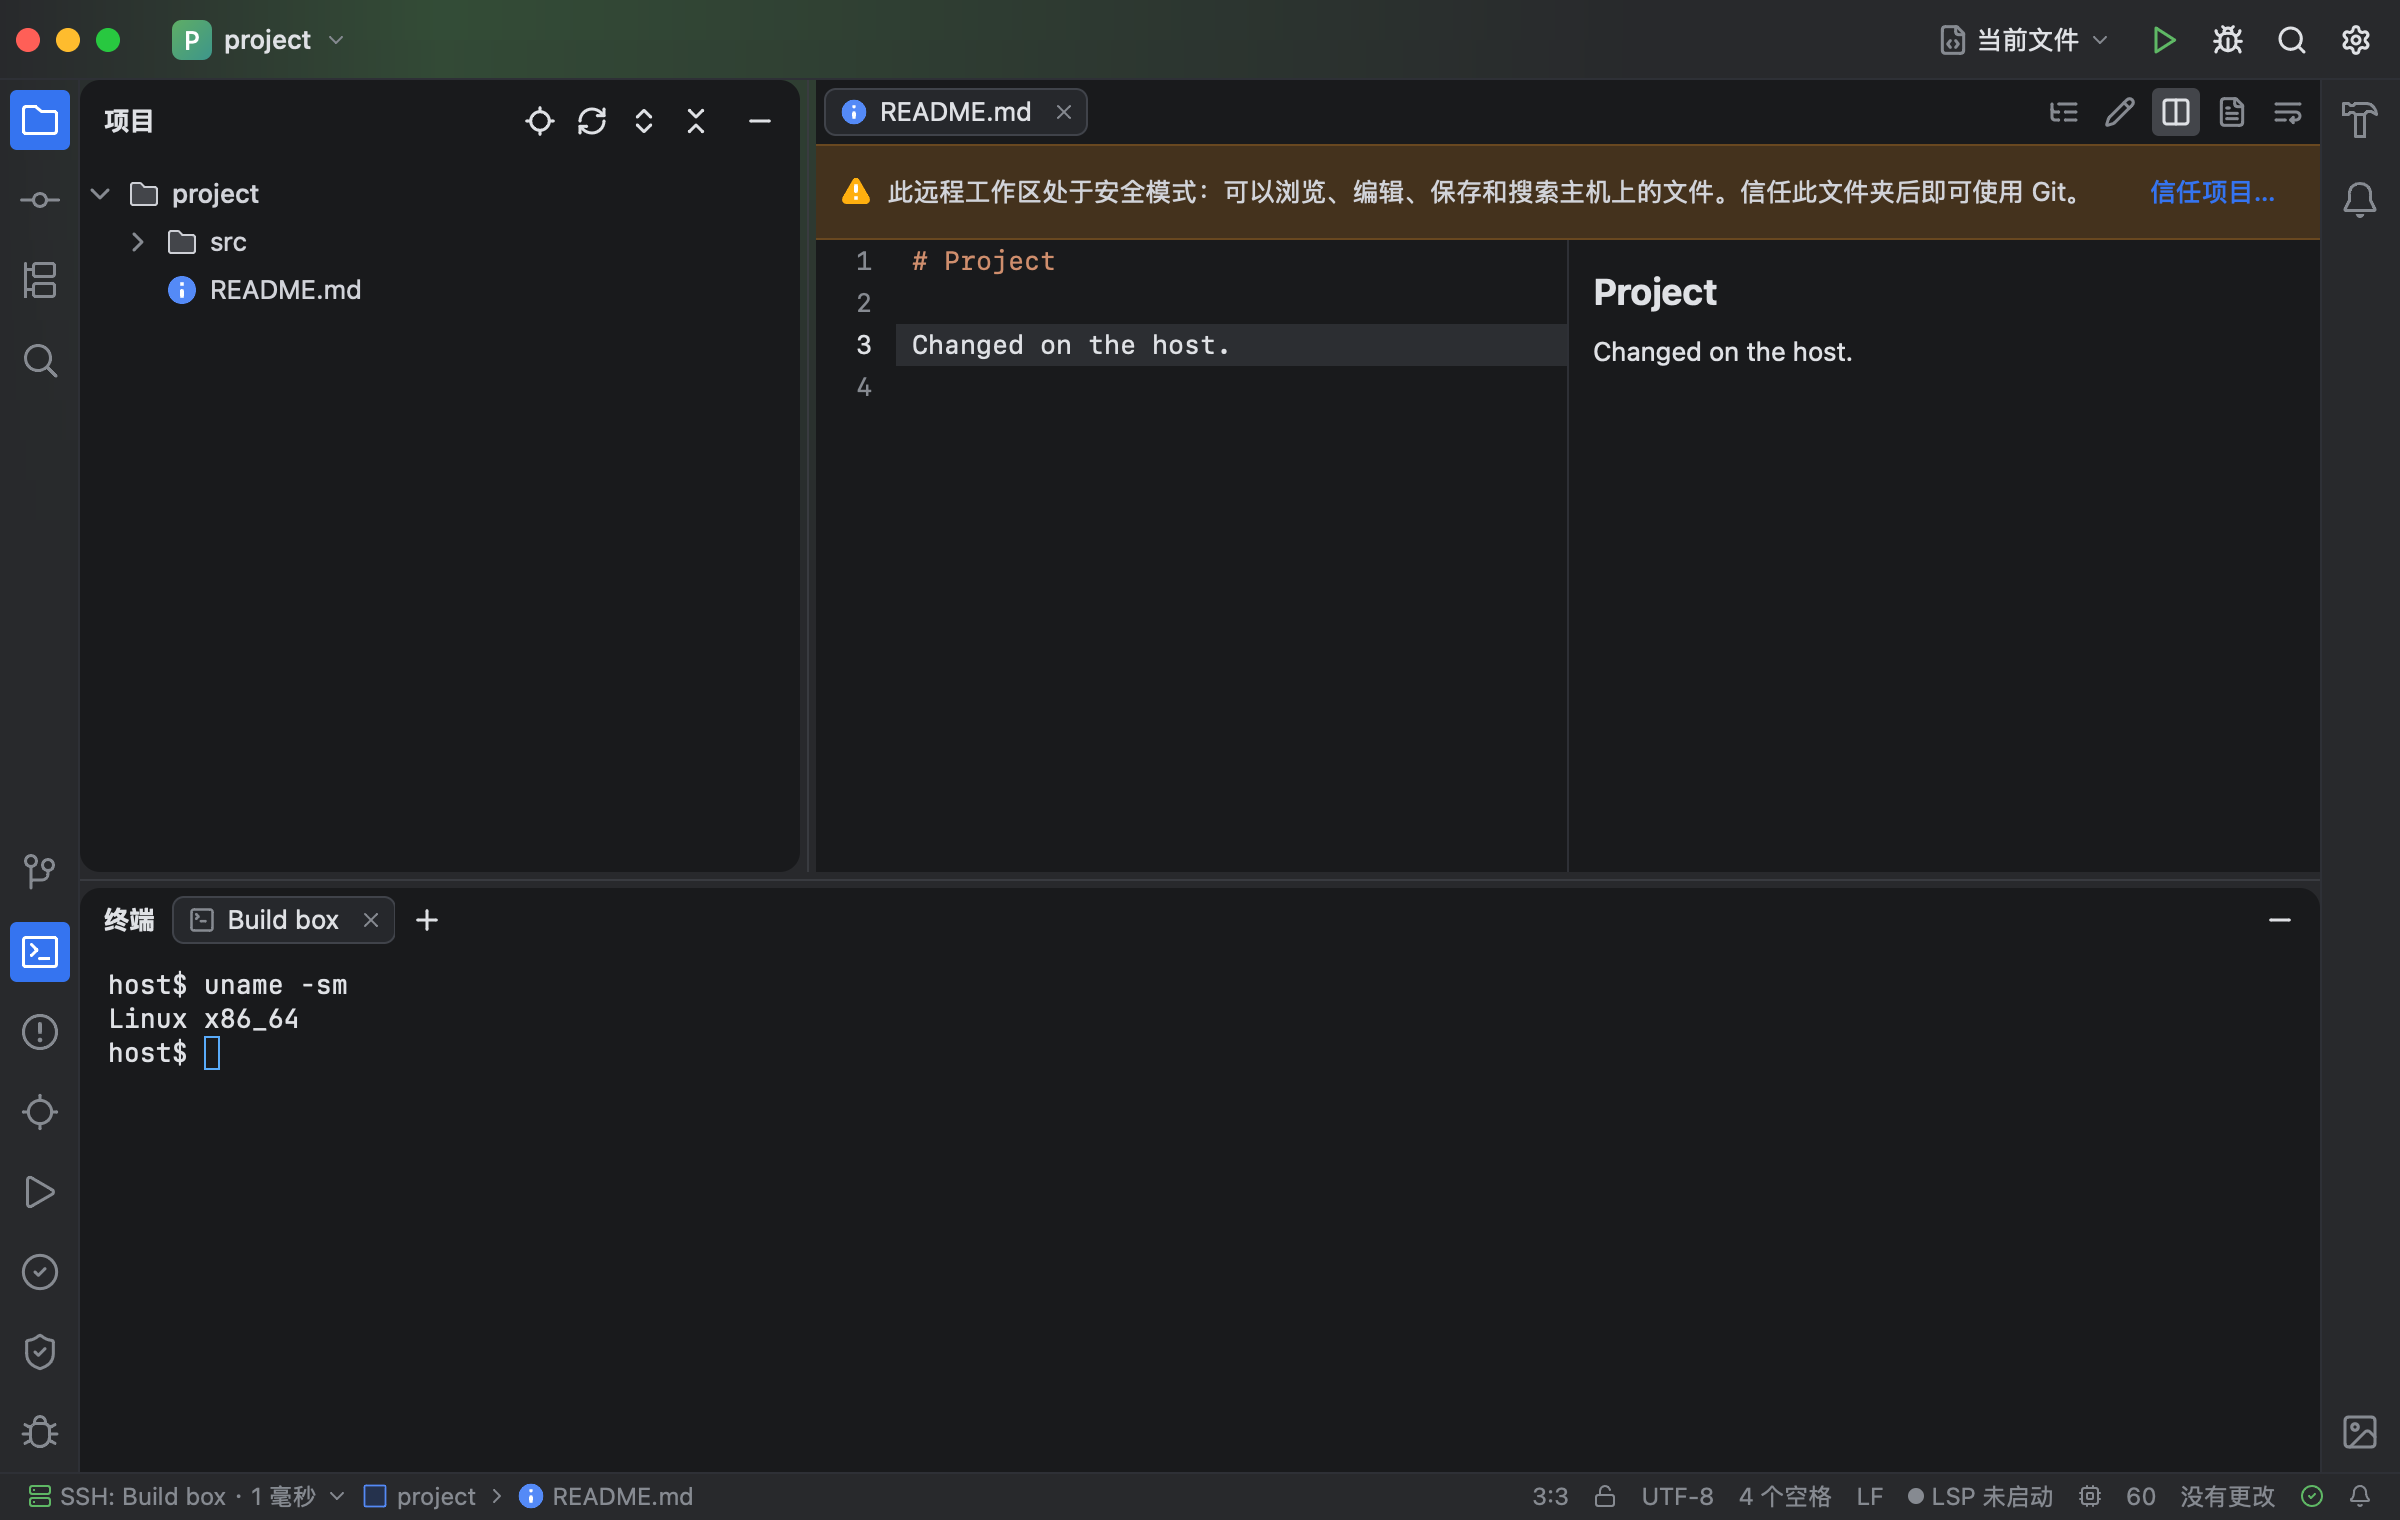 P project
当前文件
项目
project
src
README.md
README.md
此远程工作区处于安全模式：可以浏览、编辑、保存和搜索主机上的文件。信任此文件夹后即可使用 Git。 信任项目...
1 # Project
2
3 Changed on the host.
4
Project
Changed on the host.
终端 Build box
host$ uname -sm
Linux x86_64
host$
SSH: Build box · 1 毫秒 project README.md 3:3 UTF-8 4 个空格 LF LSP 未启动 60 没有更改